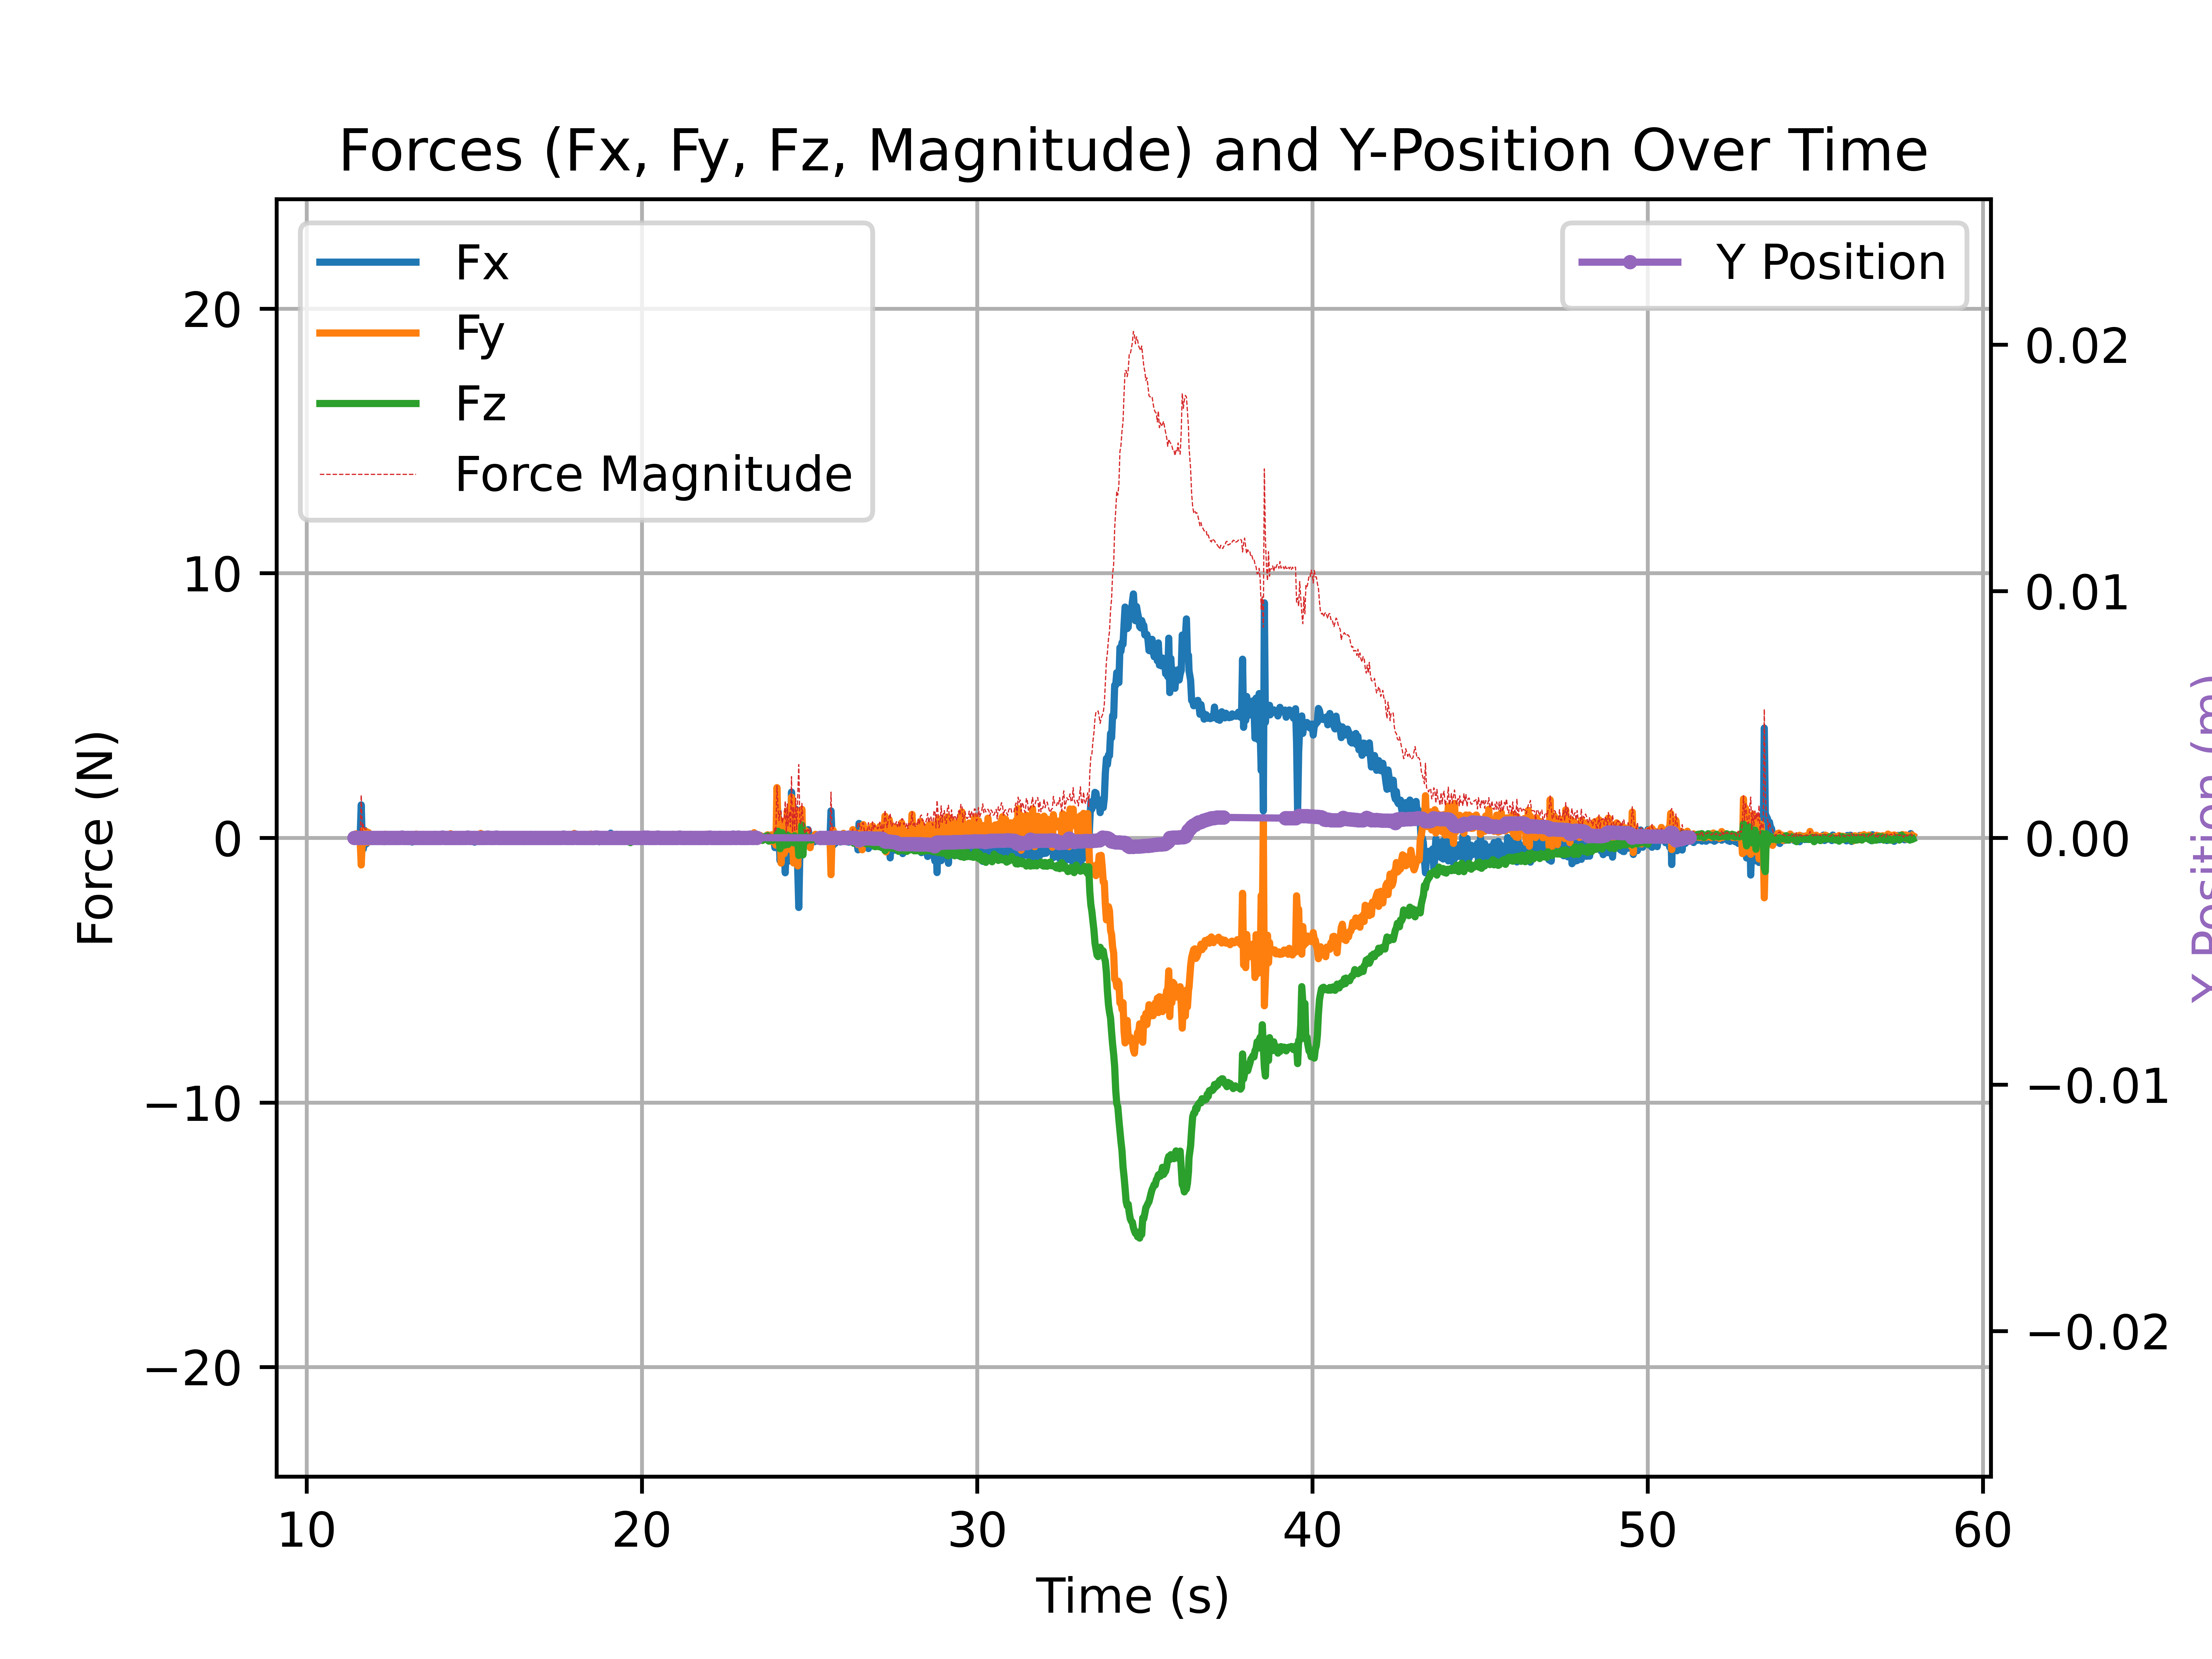 Forces (Fx, Fy, Fz, Magnitude) and Y-Position Over Time
Fx
Fy
Fz
Force Magnitude
Y Position
20
10
0
−10
−20
Force (N)
0.02
0.01
0.00
−0.01
−0.02
Y Position (m)
10 20 30 40 50 60
Time (s)